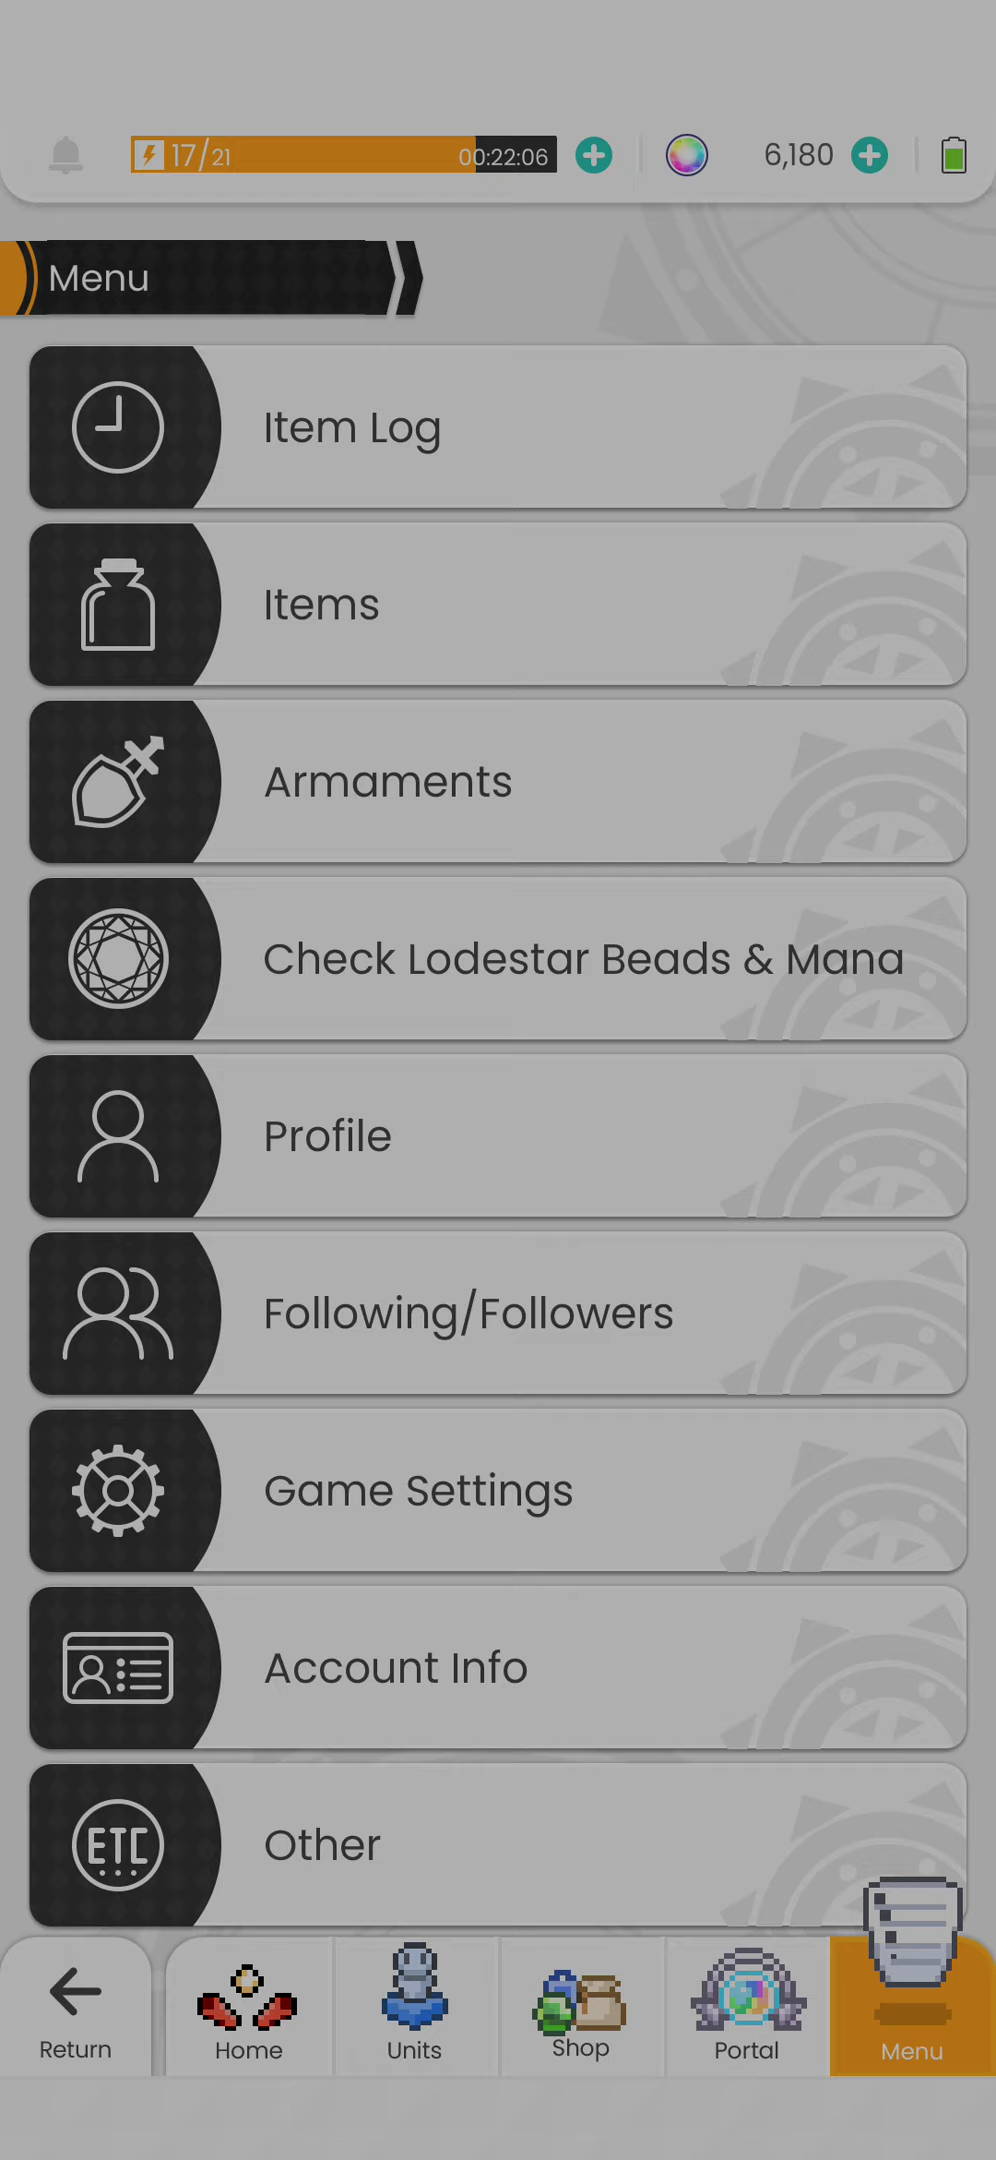 17/21 00:22:06 6,180
Menu
Item Log
Items
Armaments
Check Lodestar Beads & Mana
Profile
Following/Followers
Game Settings
Account Info
ETC
Other
Return Home Units Shop Portal Menu